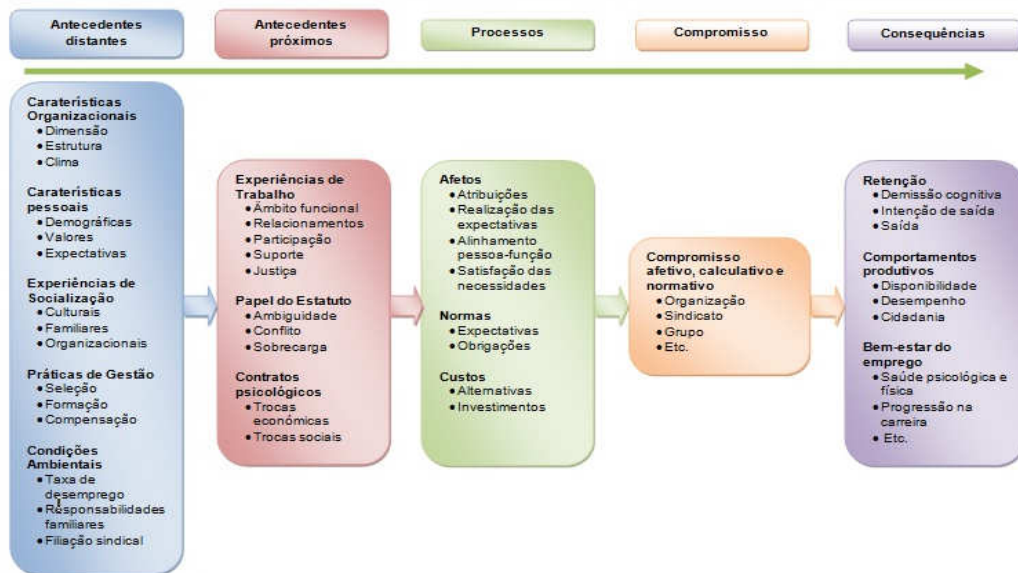 Antecedentes
distantes
Antecedentes
próximos
Processos
Compromisso
Consequências
Caraterísticas
Organizacionais
• Dimensão
• Estrutura
• Clima
Caraterísticas
pessoais
• Demográficas
• Valores
• Expectativas
Experiências de
Socialização
• Culturais
• Familiares
• Organizacionais
Práticas de Gestão
• Seleção
• Formação
• Compensação
Condições
Ambientais
• Taxa de
desemprego
• Responsabilidades
familiares
• Filiação sindical
Experiências de
Trabalho
• Âmbito funcional
• Relacionamentos
• Participação
• Suporte
• Justiça
Papel do Estatuto
• Ambiguidade
• Conflito
• Sobrecarga
Contratos
psicológicos
• Trocas
económicas
• Trocas sociais
Afetos
• Atribuições
• Realização das
expectativas
• Alinhamento
pessoa-função
• Satisfação das
necessidades
Normas
• Expectativas
• Obrigações
Custos
• Alternativas
• Investimentos
Compromisso
afetivo, calculativo e
normativo
• Organização
• Sindicato
• Grupo
• Etc.
Retenção
• Demissão cognitiva
• Intenção de saída
• Saída
Comportamentos
produtivos
• Disponibilidade
• Desempenho
• Cidadania
Bem-estar do
emprego
• Saúde psicológica e
física
• Progressão na
carreira
• Etc.